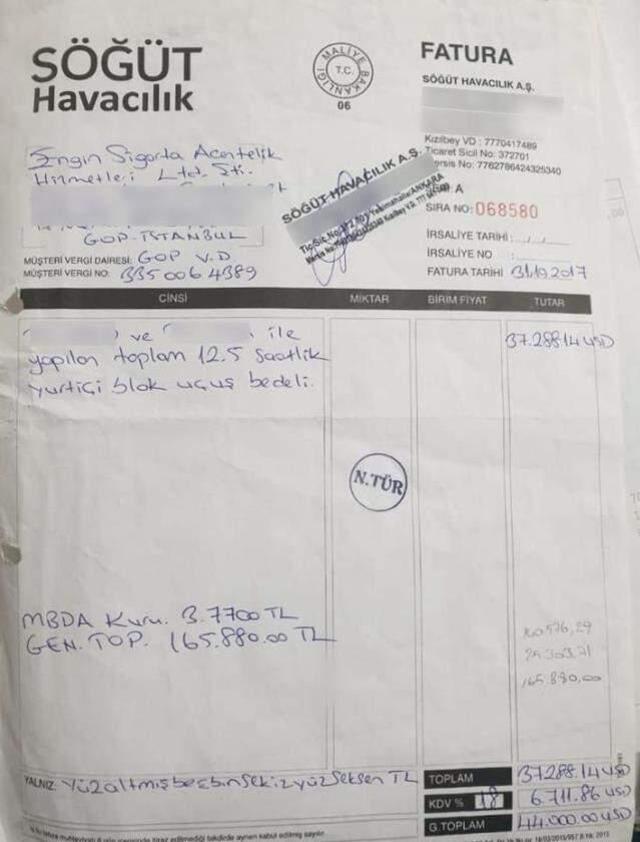 SÖĞÜT
Havacılık
T.C. MALİYE BAKANLIĞI
06
FATURA
SÖĞÜT HAVACILIK A.Ş.
Kızılbey VD : 7770417489
Ticaret Sicil No: 372701
Mersis No: 7762786424325340
SÖĞÜT HAVACILIK A.Ş.
A
SIRA NO: 068580
Engin Sigorta Acentelik
Hizmetleri Ltd. Şti.
GOP-İSTANBUL
MÜŞTERİ VERGİ DAİRESİ: GOP V.D
MÜŞTERİ VERGİ NO: 3350064389
İRSALİYE TARİHİ :
İRSALİYE NO :
FATURA TARİHİ 31.10.2017
CİNSİ MİKTAR BİRİM FİYAT TUTAR
ve ile 37.288.14 USD
yapılan toplam 12.5 saatlik
yurtiçi blok uçuş bedeli.
N.TÜR
MBDA Kuru. 3.7700 TL
GEN. TOP. 165.880.00 TL
25.303,71
165.880,00
YALNIZ: Yüzaltmışbeşbinsekizyüzseksen TL
TOPLAM 37.288.14 USD
KDV % 18 6.711.86 USD
G.TOPLAM 44.000.00 USD